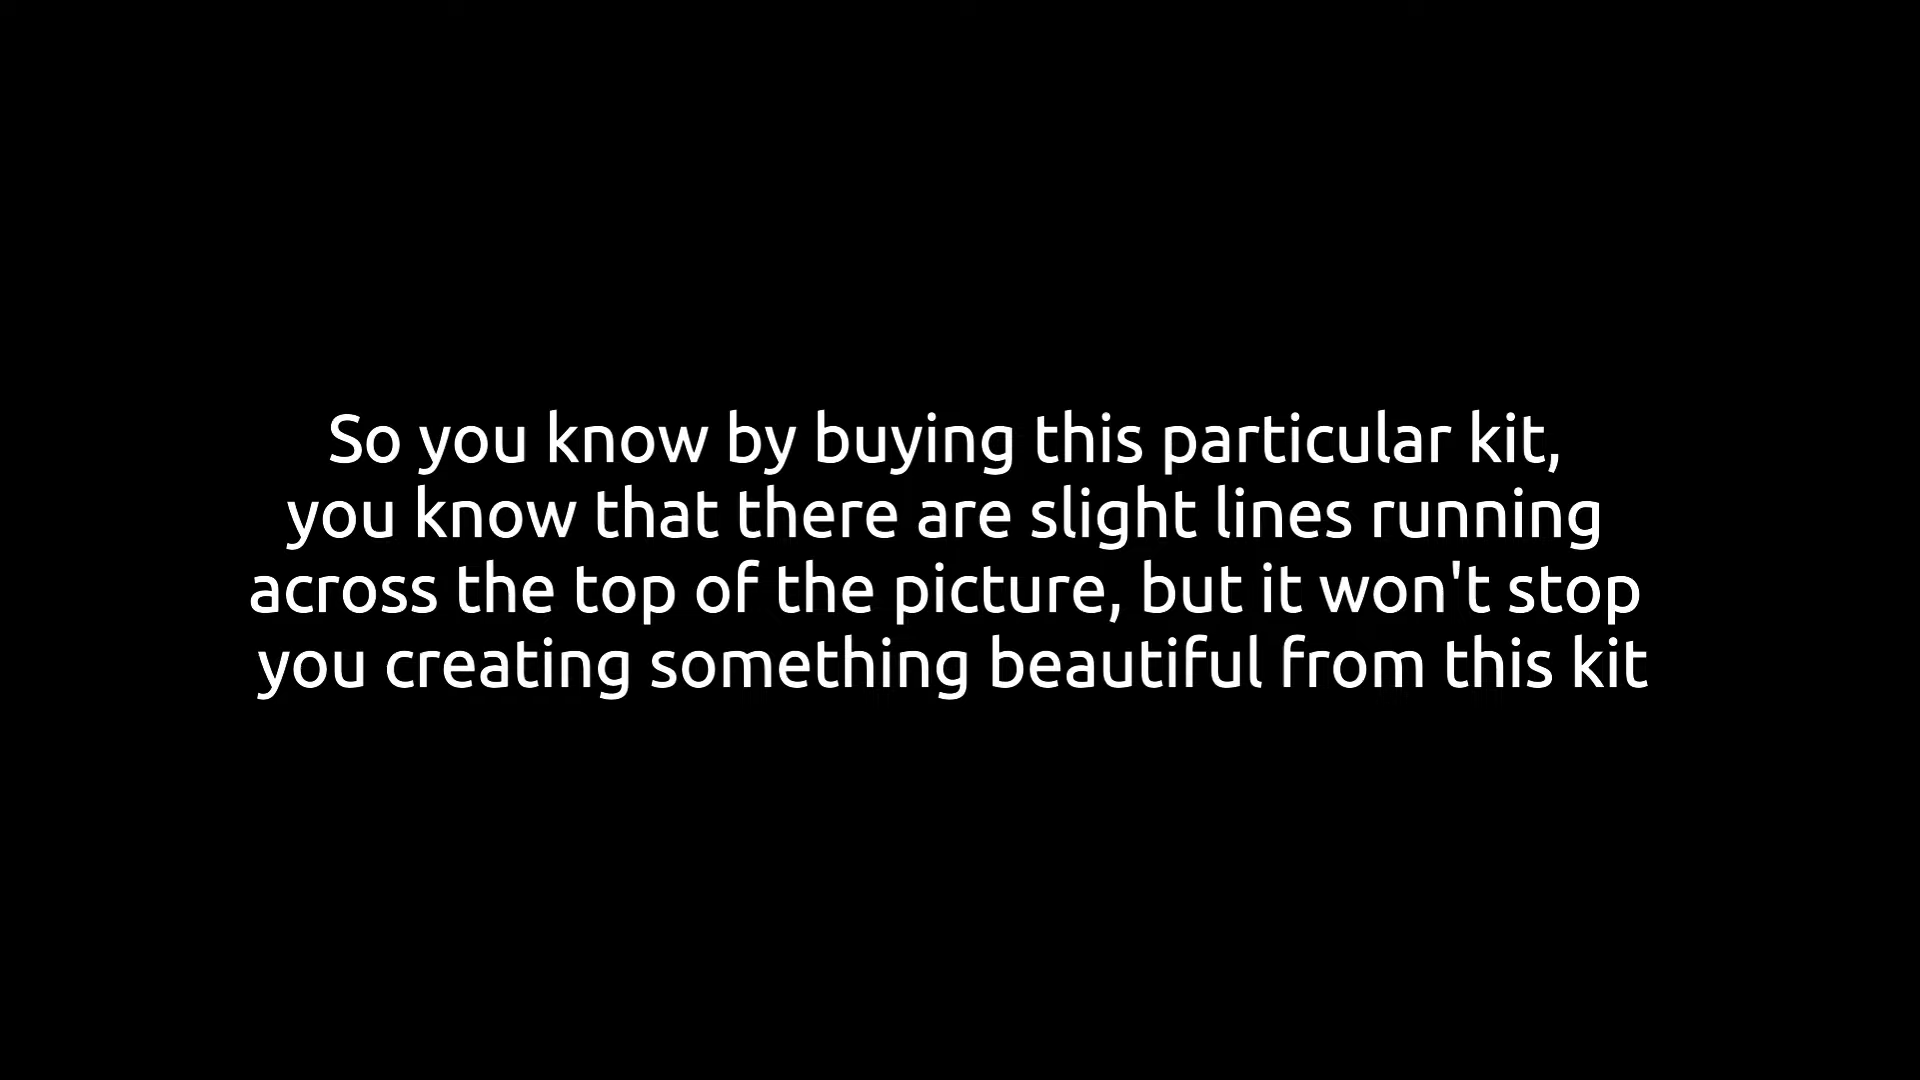 So you know by buying this particular kit,
you know that there are slight lines running
across the top of the picture, but it won't stop
you creating something beautiful from this kit